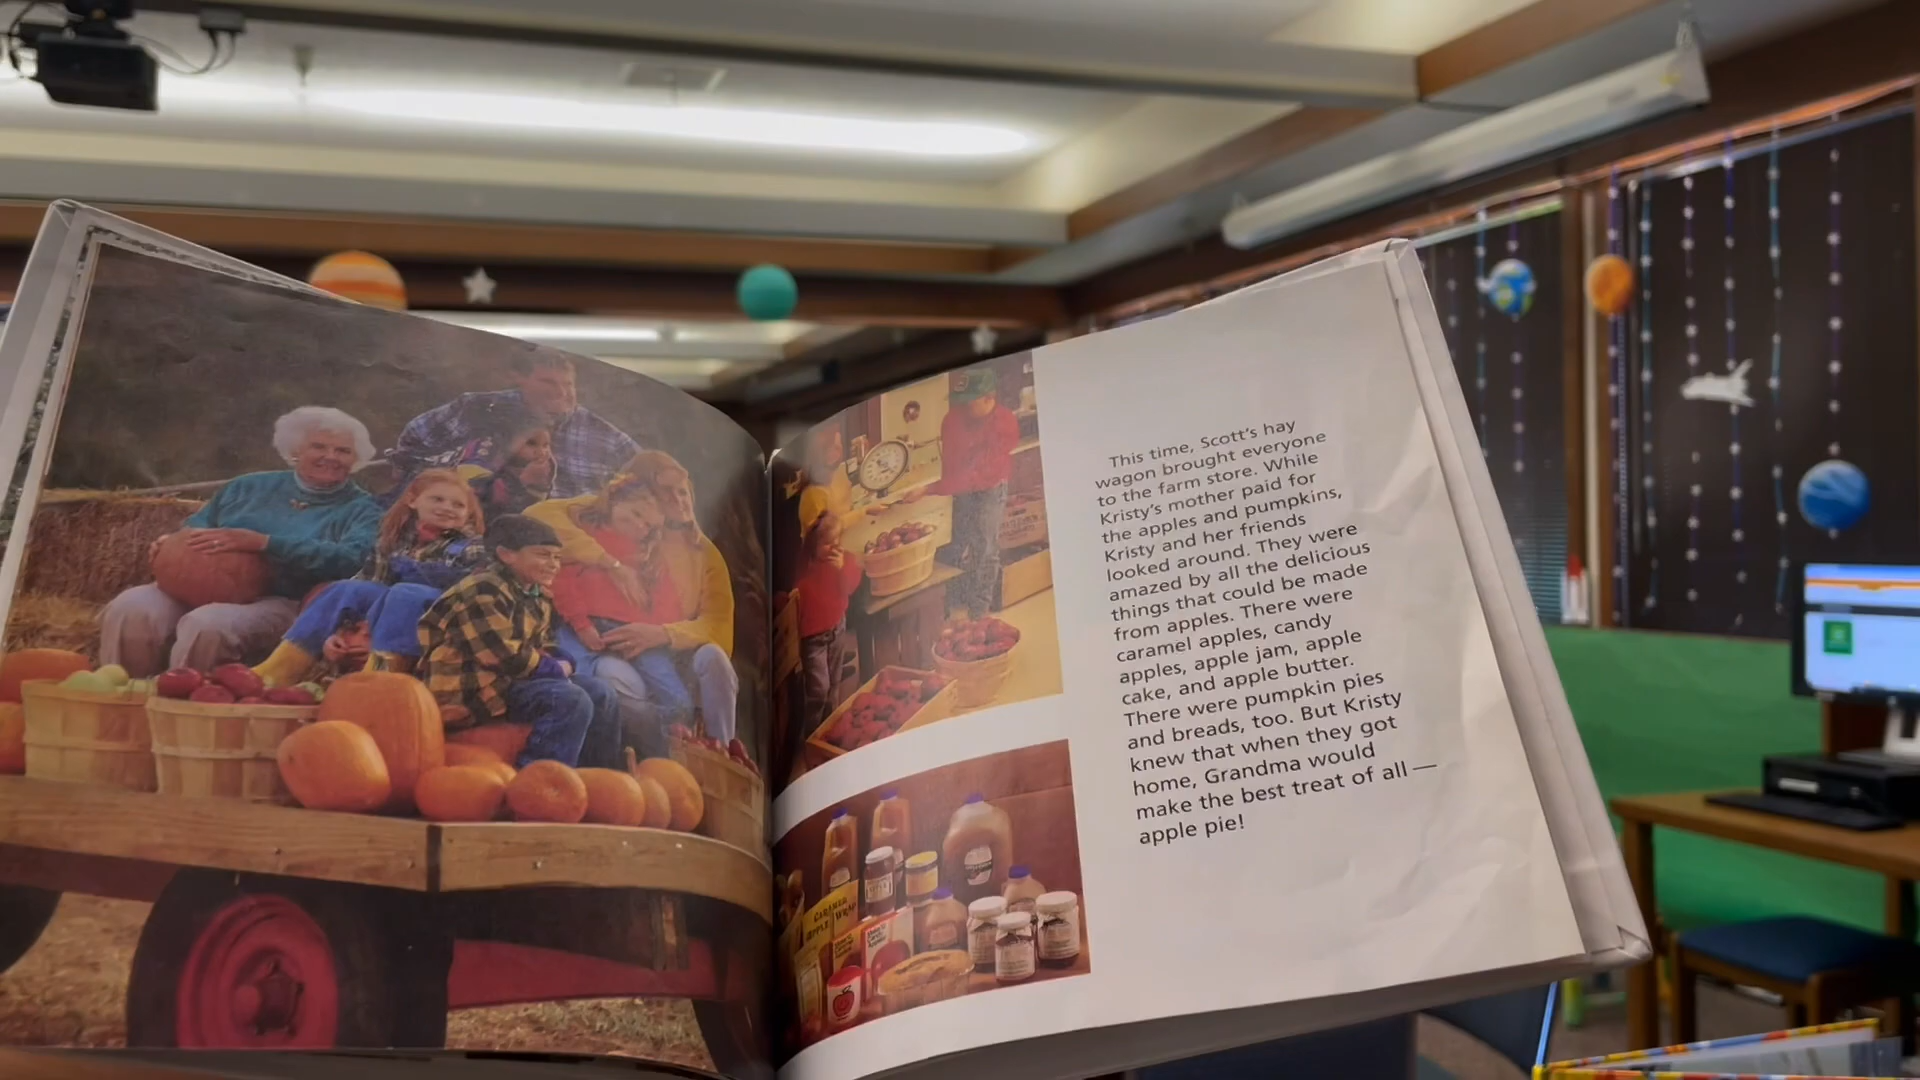 This time, Scott's hay
wagon brought everyone
to the farm store. While
Kristy's mother paid for
the apples and pumpkins,
Kristy and her friends
looked around. They were
amazed by all the delicious
things that could be made
from apples. There were
caramel apples, candy
apples, apple jam, apple
cake, and apple butter.
There were pumpkin pies
and breads, too. But Kristy
knew that when they got
home, Grandma would
make the best treat of all —
apple pie!
CARAMEL
APPLE WRAP